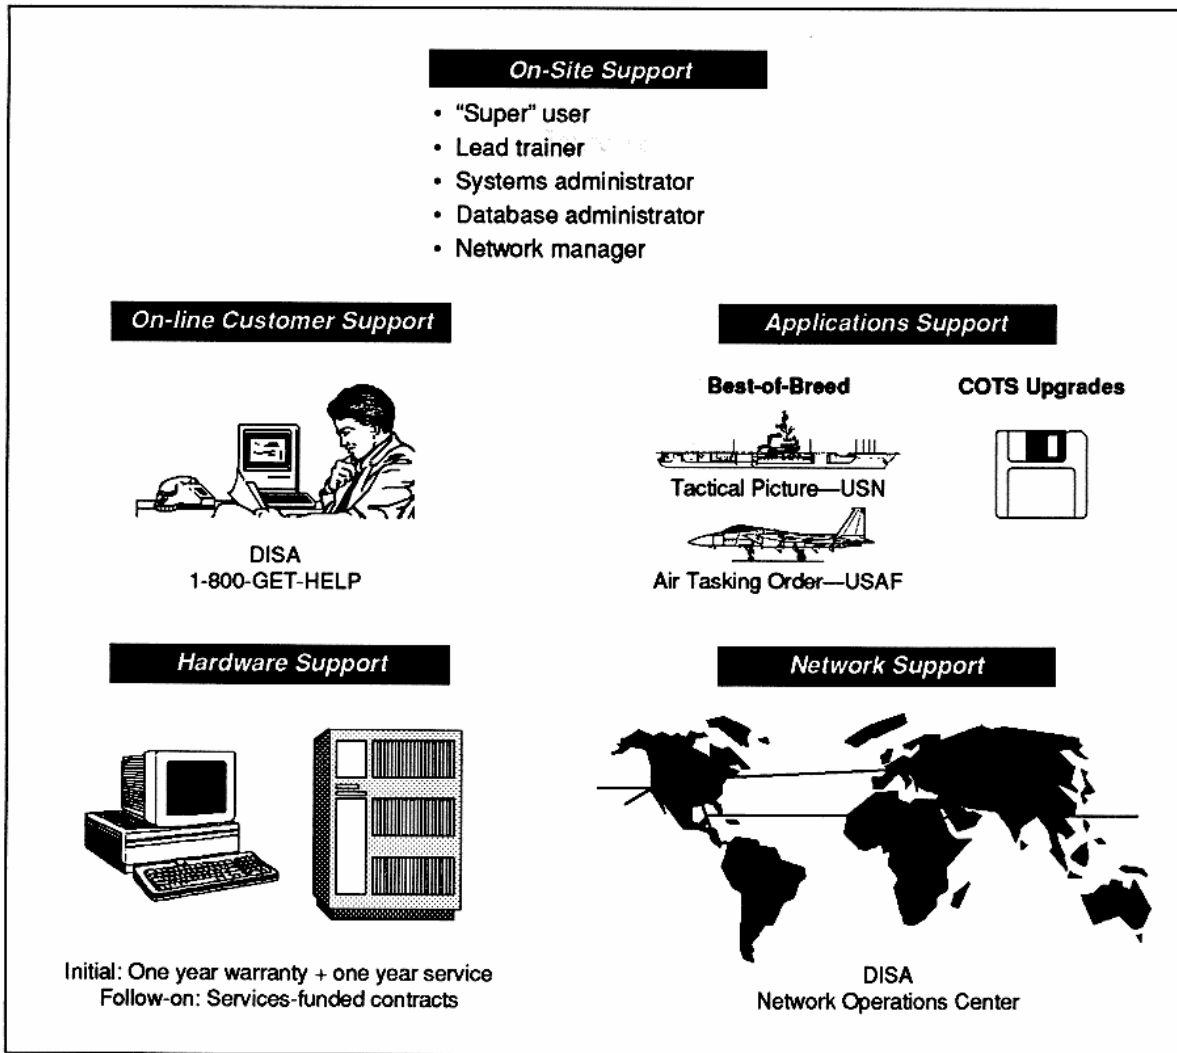 On-Site Support
• "Super" user
• Lead trainer
• Systems administrator
• Database administrator
• Network manager
On-line Customer Support
DISA
1-800-GET-HELP
Applications Support
Best-of-Breed
COTS Upgrades
Tactical Picture—USN
Air Tasking Order—USAF
Hardware Support
Initial: One year warranty + one year service
Follow-on: Services-funded contracts
Network Support
DISA
Network Operations Center